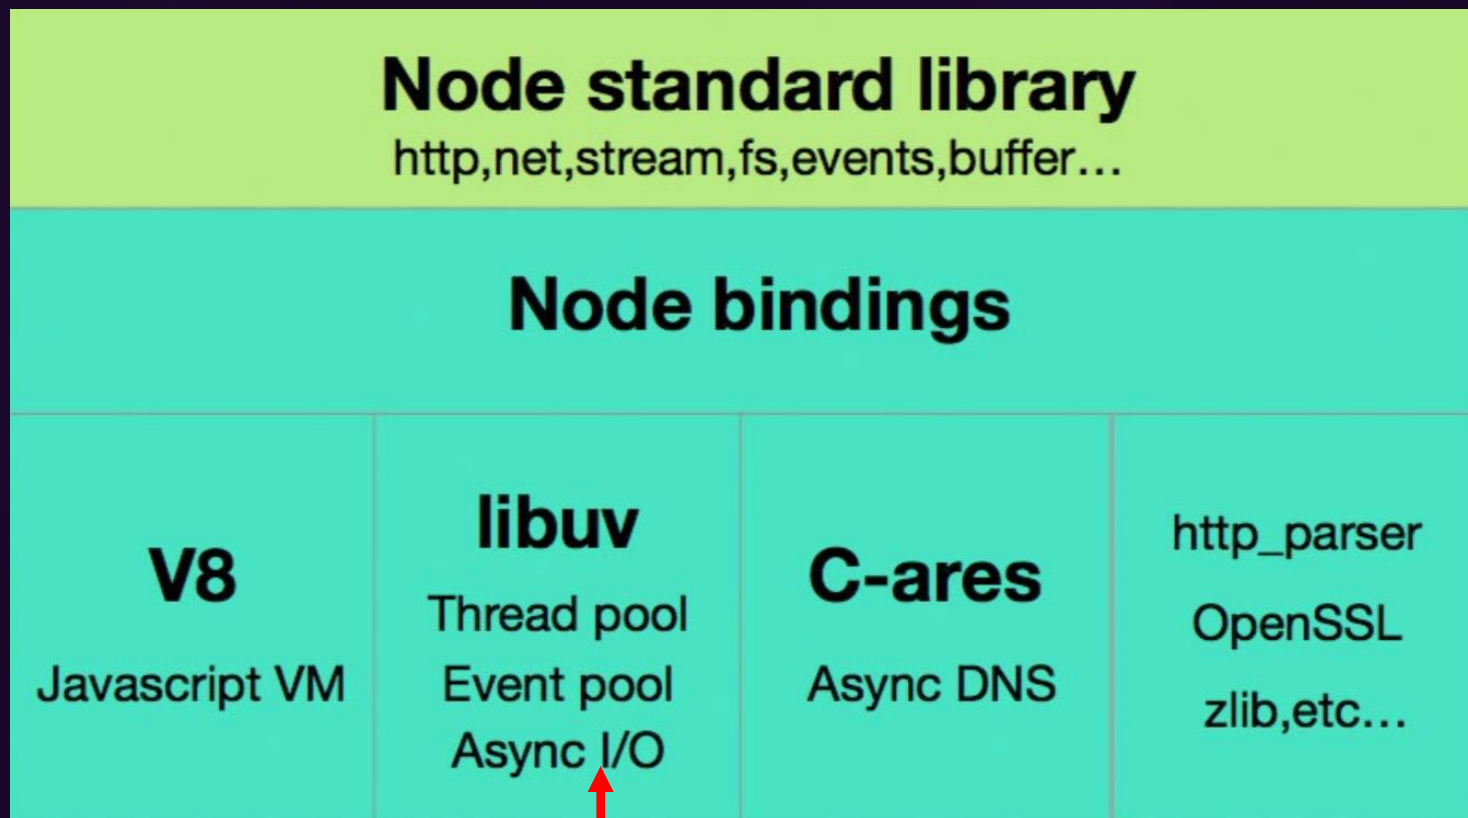 Node standard library
http,net,stream,fs,events,buffer...
Node bindings
V8
Javascript VM
libuv
Thread pool
Event pool
Async I/O
C-ares
Async DNS
http_parser
OpenSSL
zlib,etc...